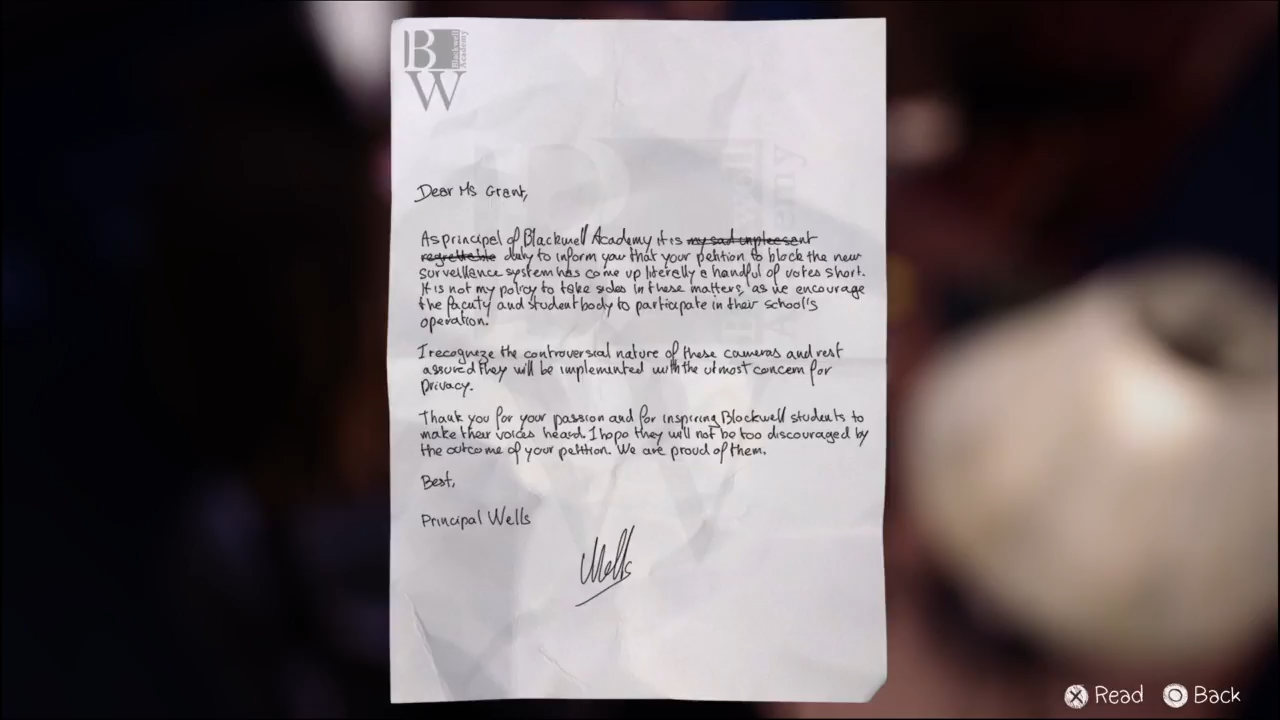 BW
Blackwell Academy
Dear Ms Grant,
As principel of Blackwell Academy it is my sad unpleesent
regrettable duty to inform you that your petition to block the new
surveillance system has come up literally a handful of votes short.
It is not my policy to take sides in these matters, as we encourage
the facuty and student body to participate in their school's
operation.
I recognize the controversial nature of these cameras and rest
assured they will be implemented with the utmost concern for
privacy.
Thank you for your passion and for inspiring Blackwell students to
make their voices heard. I hope they will not be too discouraged by
the outcome of your petition. We are proud of them.
Best,
Principal Wells
Wells
Read Back